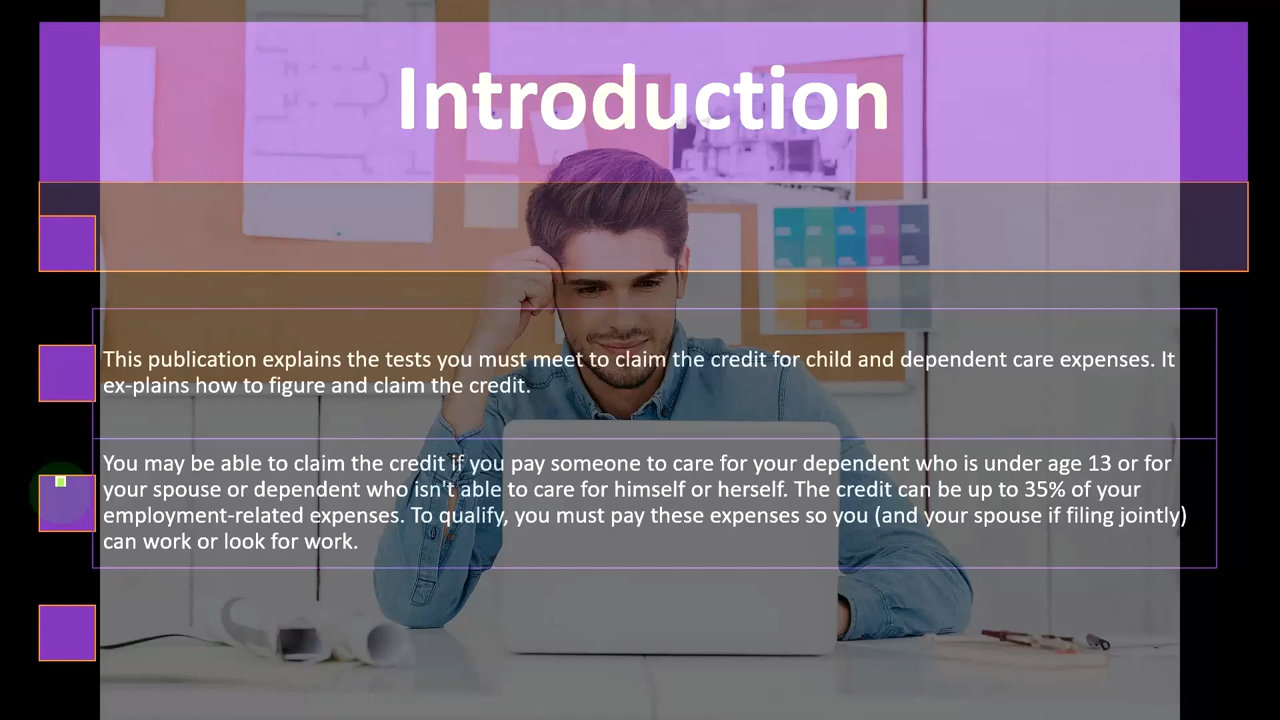 Introduction
This publication explains the tests you must meet to claim the credit for child and dependent care expenses. It
ex-plains how to figure and claim the credit.
You may be able to claim the credit if you pay someone to care for your dependent who is under age 13 or for
your spouse or dependent who isn't able to care for himself or herself. The credit can be up to 35% of your
employment-related expenses. To qualify, you must pay these expenses so you (and your spouse if filing jointly)
can work or look for work.